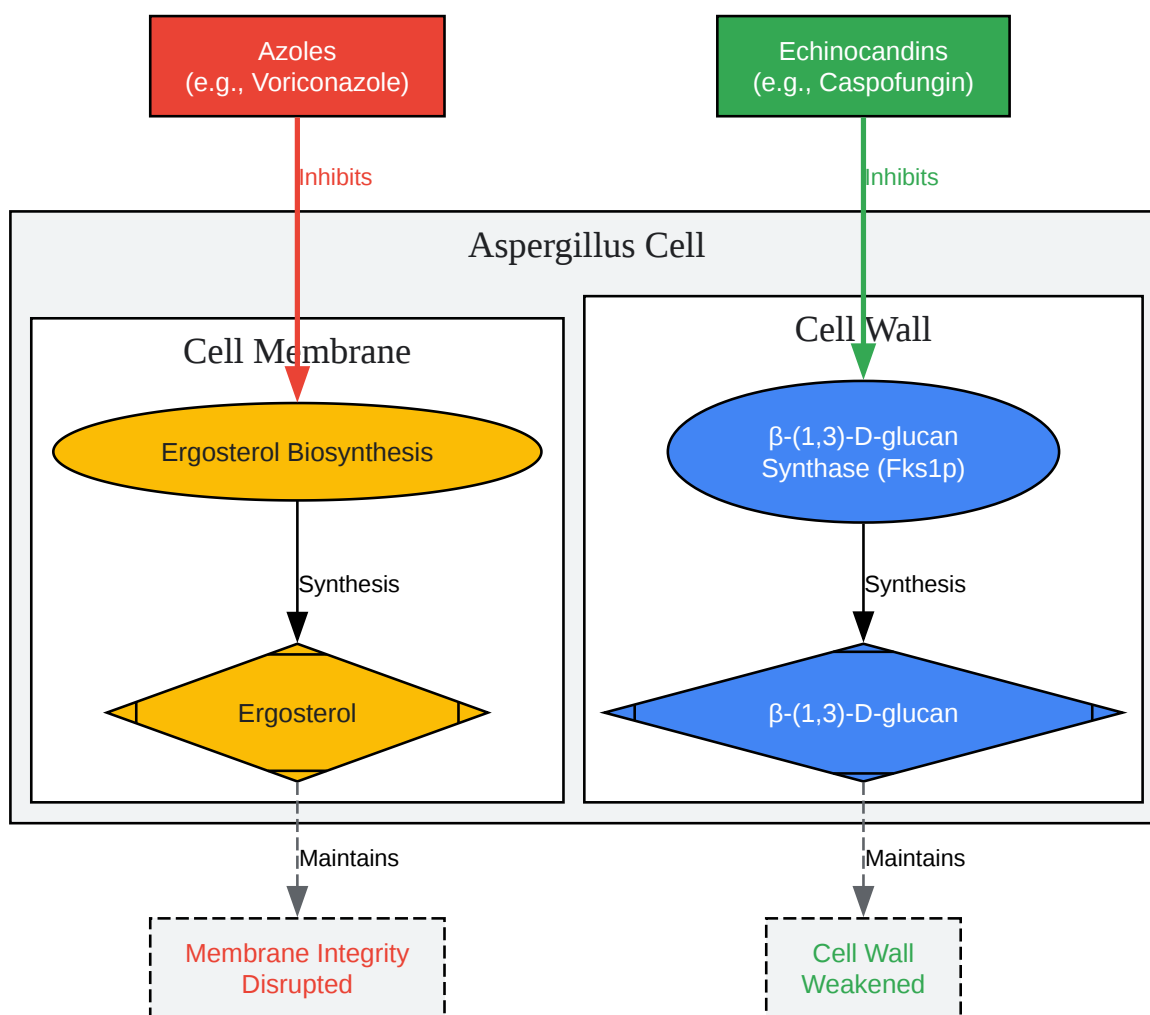 Azoles
(e.g., Voriconazole)
Echinocandins
(e.g., Caspofungin)
Inhibits
Inhibits
Aspergillus Cell
Cell Membrane
Cell Wall
Ergosterol Biosynthesis
β-(1,3)-D-glucan
Synthase (Fks1p)
Synthesis
Synthesis
Ergosterol
β-(1,3)-D-glucan
Maintains
Maintains
Membrane Integrity
Disrupted
Cell Wall
Weakened